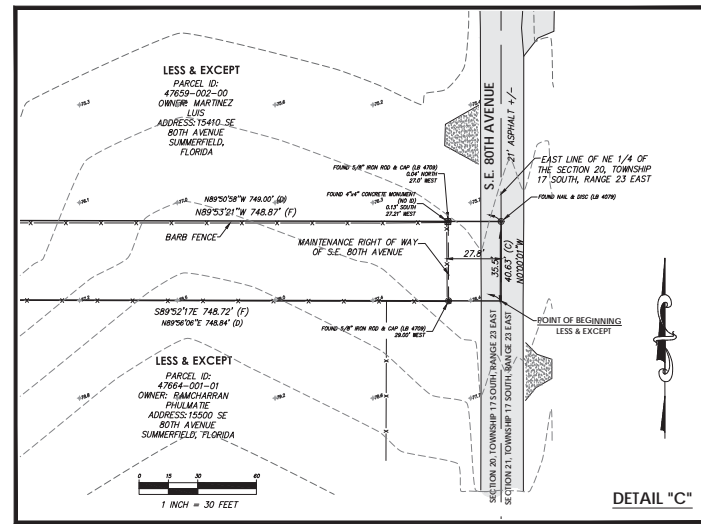 LESS & EXCEPT
PARCEL ID:
47659-002-00
OWNER: MARTINEZ
LUIS
ADDRESS: 15410 SE
80TH AVENUE
SUMMERFIELD,
FLORIDA
S.E. 80TH AVENUE
21' ASPHALT +/-
EAST LINE OF NE 1/4 OF
THE SECTION 20, TOWNSHIP
17 SOUTH, RANGE 23 EAST
FOUND 5/8" IRON ROD & CAP (LB 4709)
0.04' NORTH
27.0' WEST
FOUND 4"x4" CONCRETE MONUMENT
(NO ID)
0.13' SOUTH
27.21' WEST
FOUND NAIL & DISC (LB 4079)
N89°50'58"W 749.00' (D)
N89°53'21"W 748.87' (F)
BARB FENCE
MAINTENANCE RIGHT OF WAY
OF S.E. 80TH AVENUE
27.8'
35.5'
40.63' (C)
N0°00'01"W
S89°52'17E 748.72' (F)
N89°56'06"E 748.84' (D)
FOUND 5/8" IRON ROD & CAP (LB 4709)
29.00' WEST
POINT OF BEGINNING
LESS & EXCEPT
LESS & EXCEPT
PARCEL ID:
47664-001-01
OWNER: RAMCHARRAN
PHULMATIE
ADDRESS: 15500 SE
80TH AVENUE
SUMMERFIELD, FLORIDA
SECTION 20, TOWNSHIP 17 SOUTH, RANGE 23 EAST
SECTION 21, TOWNSHIP 17 SOUTH, RANGE 23 EAST
0 15 30 60
1 INCH = 30 FEET
DETAIL "C"